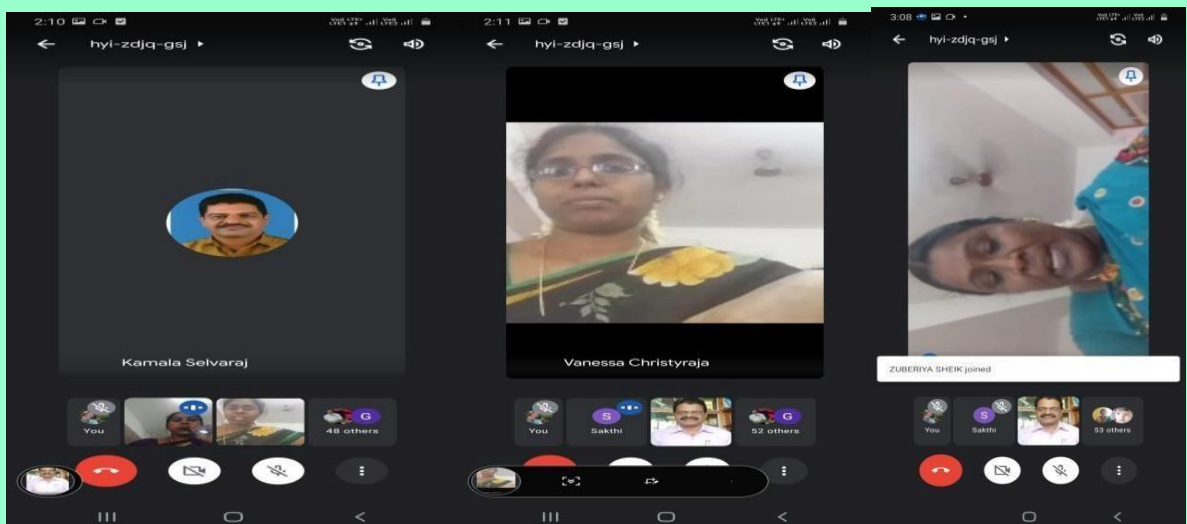 2:10
hyi-zdjq-gsj
Kamala Selvaraj
You
48 others
2:11
hyi-zdjq-gsj
Vanessa Christyraja
You
S
Sakthi
G
52 others
3:08
hyi-zdjq-gsj
ZUBERIYA SHEIK joined
You
S
Sakthi
53 others